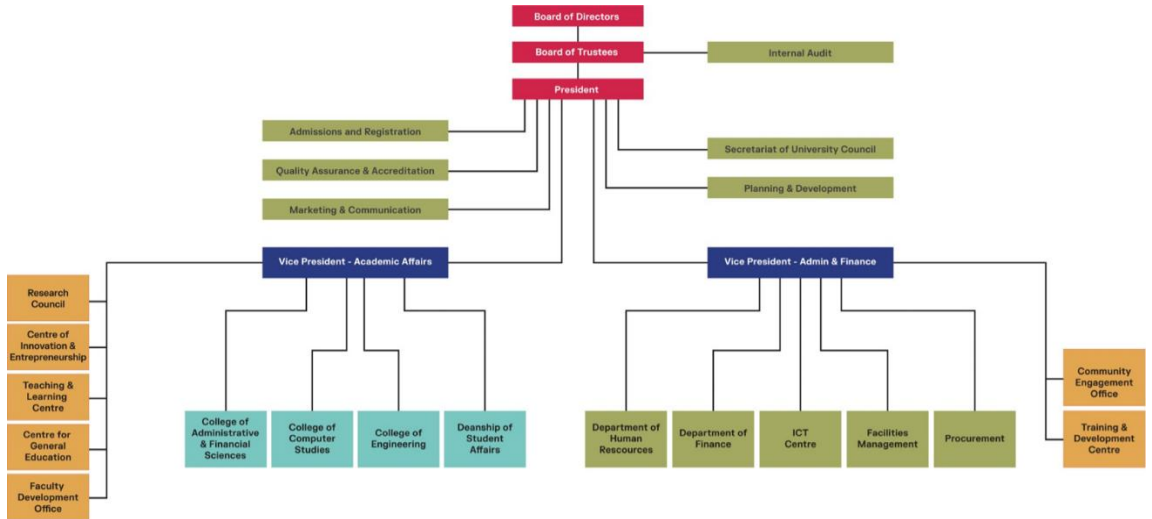 Board of Directors
Board of Trustees
Internal Audit
President
Admissions and Registration
Secretariat of University Council
Quality Assurance & Accreditation
Planning & Development
Marketing & Communication
Vice President - Academic Affairs
Vice President - Admin & Finance
Research
Council
Centre of
Innovation &
Entrepreneurship
Teaching &
Learning
Centre
Centre for
General
Education
Faculty
Development
Office
College of
Administrative
& Financial
Sciences
College of
Computer
Studies
College of
Engineering
Deanship of
Student
Affairs
Department of
Human
Rescources
Department of
Finance
ICT
Centre
Facilities
Management
Procurement
Community
Engagement
Office
Training &
Development
Centre